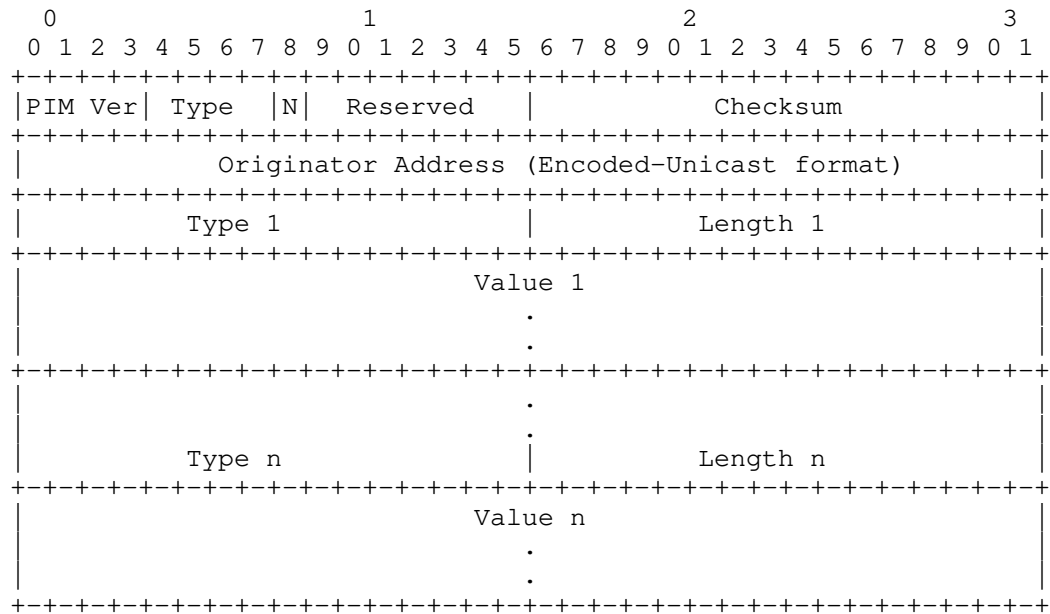 0                   1                   2                   3
 0 1 2 3 4 5 6 7 8 9 0 1 2 3 4 5 6 7 8 9 0 1 2 3 4 5 6 7 8 9 0 1
+-+-+-+-+-+-+-+-+-+-+-+-+-+-+-+-+-+-+-+-+-+-+-+-+-+-+-+-+-+-+-+-+
|PIM Ver| Type  |N|  Reserved   |           Checksum            |
+-+-+-+-+-+-+-+-+-+-+-+-+-+-+-+-+-+-+-+-+-+-+-+-+-+-+-+-+-+-+-+-+
|            Originator Address (Encoded-Unicast format)        |
+-+-+-+-+-+-+-+-+-+-+-+-+-+-+-+-+-+-+-+-+-+-+-+-+-+-+-+-+-+-+-+-+
|          Type 1               |          Length 1             |
+-+-+-+-+-+-+-+-+-+-+-+-+-+-+-+-+-+-+-+-+-+-+-+-+-+-+-+-+-+-+-+-+
|                            Value 1                            |
|                               .                               |
|                               .                               |
+-+-+-+-+-+-+-+-+-+-+-+-+-+-+-+-+-+-+-+-+-+-+-+-+-+-+-+-+-+-+-+-+
|                               .                               |
|                               .                               |
|          Type n               |          Length n             |
+-+-+-+-+-+-+-+-+-+-+-+-+-+-+-+-+-+-+-+-+-+-+-+-+-+-+-+-+-+-+-+-+
|                            Value n                            |
|                               .                               |
|                               .                               |
+-+-+-+-+-+-+-+-+-+-+-+-+-+-+-+-+-+-+-+-+-+-+-+-+-+-+-+-+-+-+-+-+